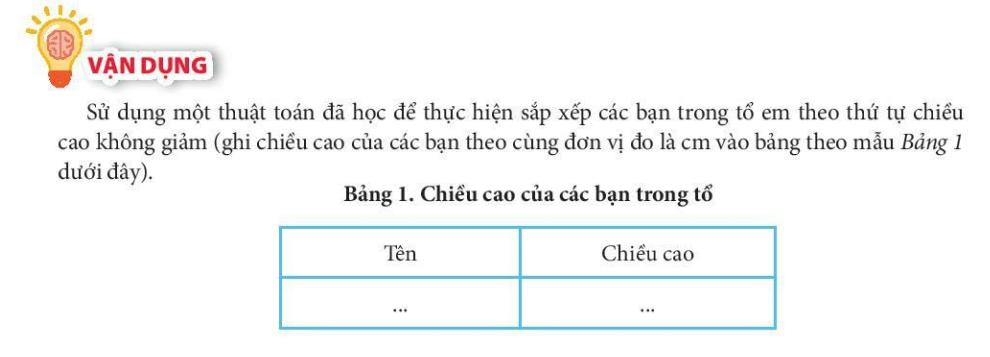 VẬN DỤNG
Sử dụng một thuật toán đã học để thực hiện sắp xếp các bạn trong tổ em theo thứ tự chiều
cao không giảm (ghi chiều cao của các bạn theo cùng đơn vị đo là cm vào bảng theo mẫu Bảng 1
dưới đây).
Bảng 1. Chiều cao của các bạn trong tổ
Tên Chiều cao
... ...